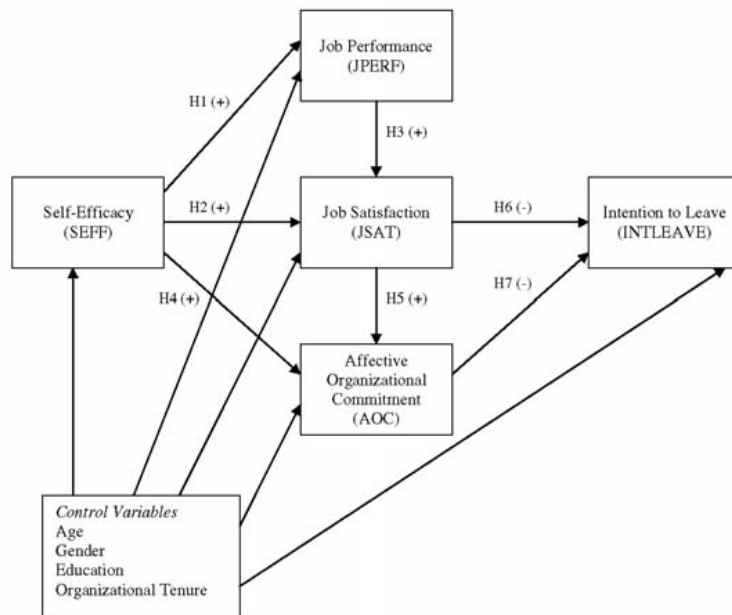 Job Performance
(JPERF)
H1 (+)
H3 (+)
Self-Efficacy
(SEFF)
H2 (+)
Job Satisfaction
(JSAT)
H6 (-)
Intention to Leave
(INTLEAVE)
H4 (+)
H5 (+)
H7 (-)
Affective
Organizational
Commitment
(AOC)
Control Variables
Age
Gender
Education
Organizational Tenure